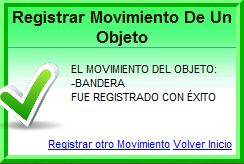 Registrar Movimiento De Un
Objeto
EL MOVIMIENTO DEL OBJETO:
-BANDERA
FUE REGISTRADO CON ÉXITO
Registrar otro Movimiento Volver Inicio